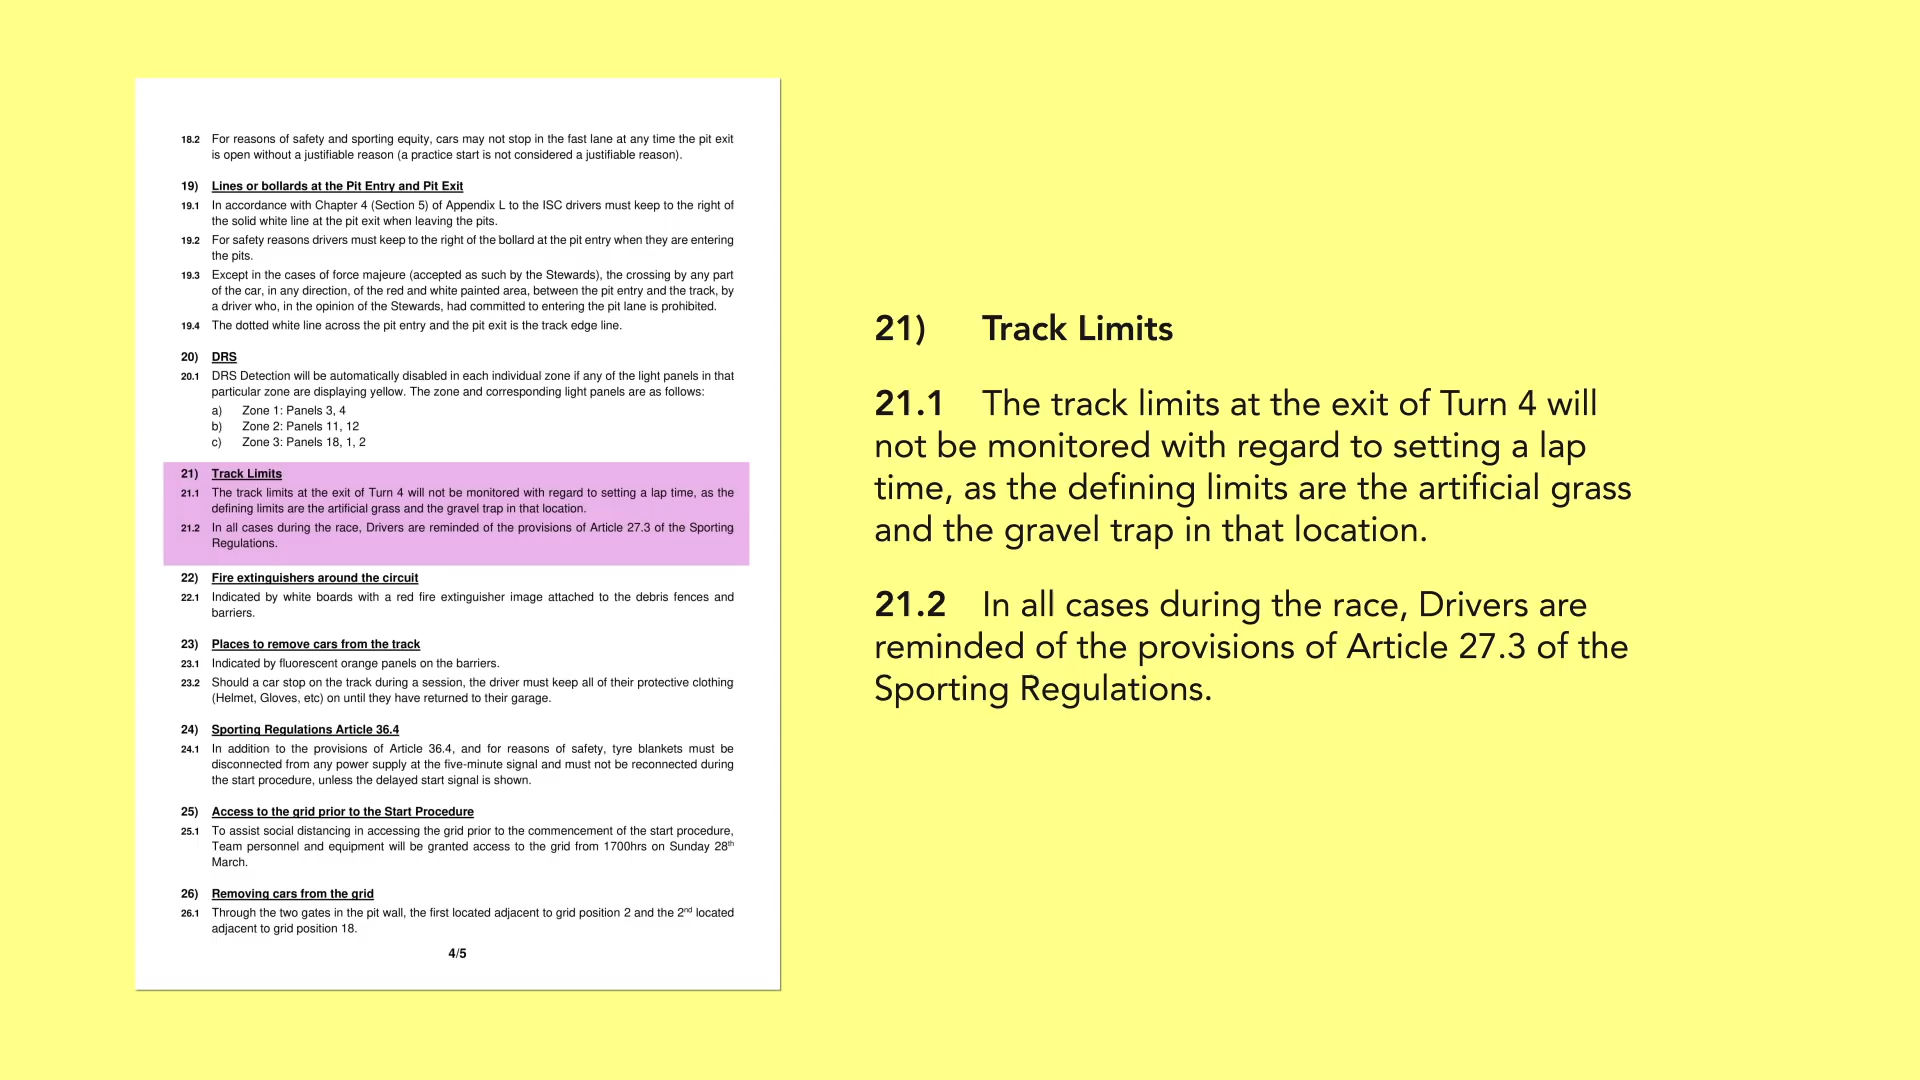 18.2 For reasons of safety and sporting equity, cars may not stop in the fast lane at any time the pit exit
is open without a justifiable reason (a practice start is not considered a justifiable reason).
19) Lines or bollards at the Pit Entry and Pit Exit
19.1 In accordance with Chapter 4 (Section 5) of Appendix L to the ISC drivers must keep to the right of
the solid white line at the pit exit when leaving the pits.
19.2 For safety reasons drivers must keep to the right of the bollard at the pit entry when they are entering
the pits.
19.3 Except in the cases of force majeure (accepted as such by the Stewards), the crossing by any part
of the car, in any direction, of the red and white painted area, between the pit entry and the track, by
a driver who, in the opinion of the Stewards, had committed to entering the pit lane is prohibited.
19.4 The dotted white line across the pit entry and the pit exit is the track edge line.
20) DRS
20.1 DRS Detection will be automatically disabled in each individual zone if any of the light panels in that
particular zone are displaying yellow. The zone and corresponding light panels are as follows:
a) Zone 1: Panels 3, 4
b) Zone 2: Panels 11, 12
c) Zone 3: Panels 18, 1, 2
21) Track Limits
21.1 The track limits at the exit of Turn 4 will not be monitored with regard to setting a lap time, as the
defining limits are the artificial grass and the gravel trap in that location.
21.2 In all cases during the race, Drivers are reminded of the provisions of Article 27.3 of the Sporting
Regulations.
22) Fire extinguishers around the circuit
22.1 Indicated by white boards with a red fire extinguisher image attached to the debris fences and
barriers.
23) Places to remove cars from the track
23.1 Indicated by fluorescent orange panels on the barriers.
23.2 Should a car stop on the track during a session, the driver must keep all of their protective clothing
(Helmet, Gloves, etc) on until they have returned to their garage.
24) Sporting Regulations Article 36.4
24.1 In addition to the provisions of Article 36.4, and for reasons of safety, tyre blankets must be
disconnected from any power supply at the five-minute signal and must not be reconnected during
the start procedure, unless the delayed start signal is shown.
25) Access to the grid prior to the Start Procedure
25.1 To assist social distancing in accessing the grid prior to the commencement of the start procedure,
Team personnel and equipment will be granted access to the grid from 1700hrs on Sunday 28th
March.
26) Removing cars from the grid
26.1 Through the two gates in the pit wall, the first located adjacent to grid position 2 and the 2nd located
adjacent to grid position 18.
4/5
21) Track Limits
21.1 The track limits at the exit of Turn 4 will
not be monitored with regard to setting a lap
time, as the defining limits are the artificial grass
and the gravel trap in that location.
21.2 In all cases during the race, Drivers are
reminded of the provisions of Article 27.3 of the
Sporting Regulations.